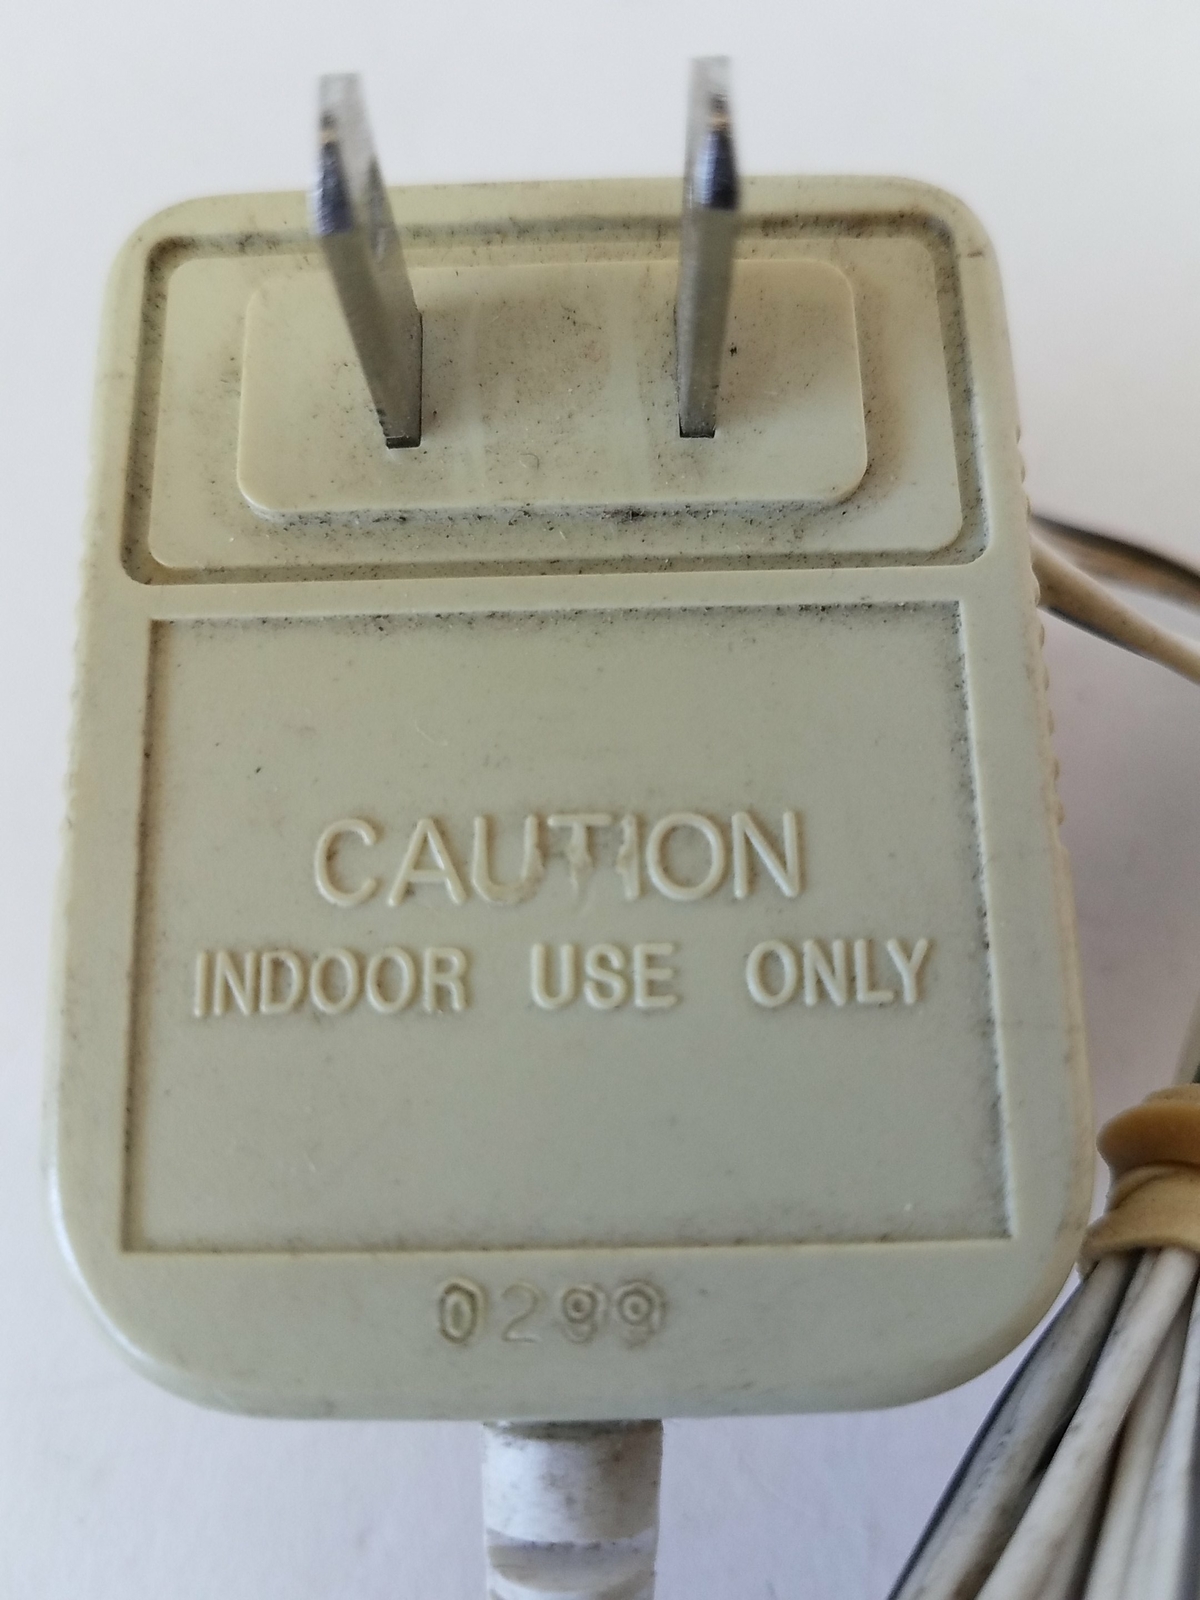 CAUTION
INDOOR USE ONLY
0299